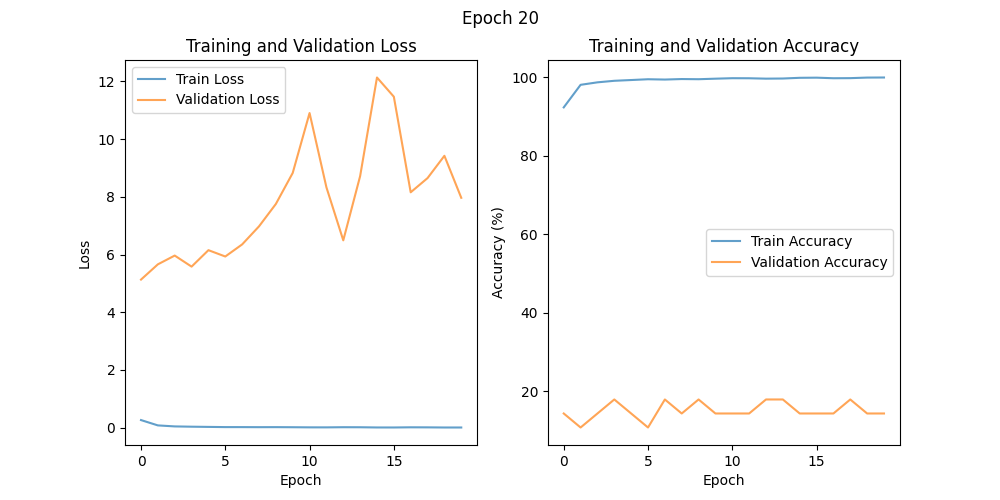 Epoch 20
Training and Validation Loss
Train Loss
Validation Loss
12
10
8
6
4
2
0
Loss
0 5 10 15
Epoch
Training and Validation Accuracy
100
80
60
40
20
Accuracy (%)
Train Accuracy
Validation Accuracy
0 5 10 15
Epoch